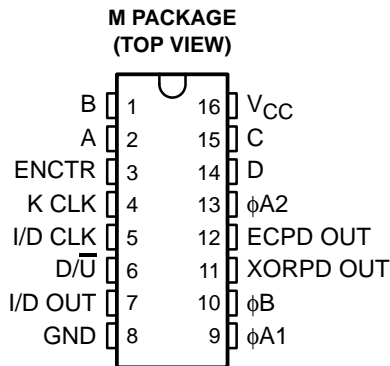 M PACKAGE
(TOP VIEW)
B 1 16 VCC
A 2 15 C
ENCTR 3 14 D
K CLK 4 13 ϕA2
I/D CLK 5 12 ECPD OUT
D/U̅ 6 11 XORPD OUT
I/D OUT 7 10 ϕB
GND 8 9 ϕA1